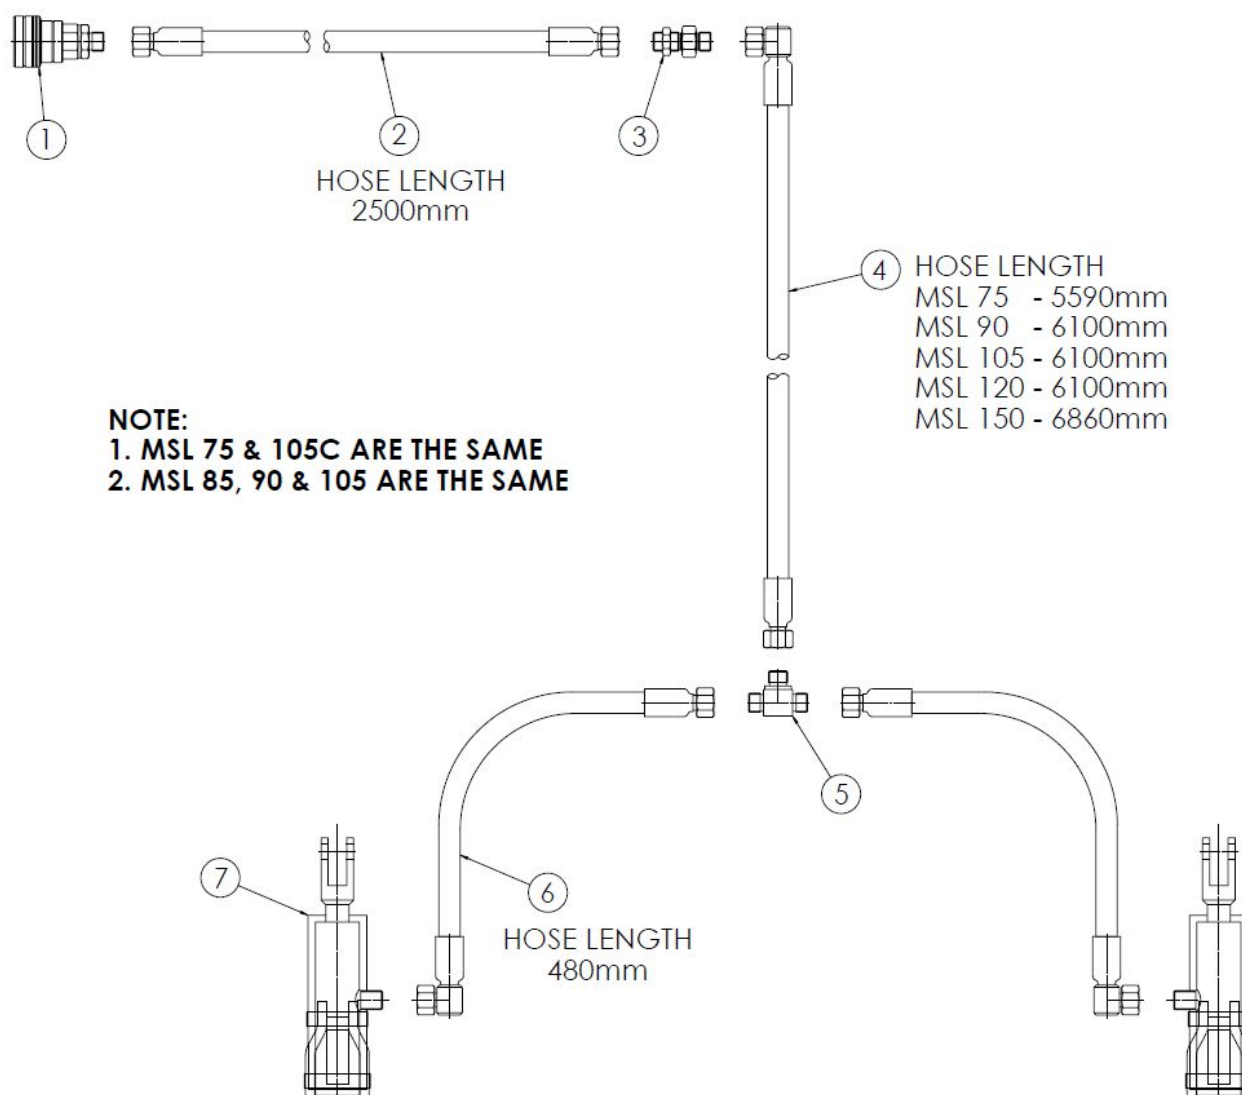 1
2
3
HOSE LENGTH
2500mm
4
HOSE LENGTH
MSL 75 - 5590mm
MSL 90 - 6100mm
MSL 105 - 6100mm
MSL 120 - 6100mm
MSL 150 - 6860mm
NOTE:
1. MSL 75 & 105C ARE THE SAME
2. MSL 85, 90 & 105 ARE THE SAME
5
7
6
HOSE LENGTH
480mm